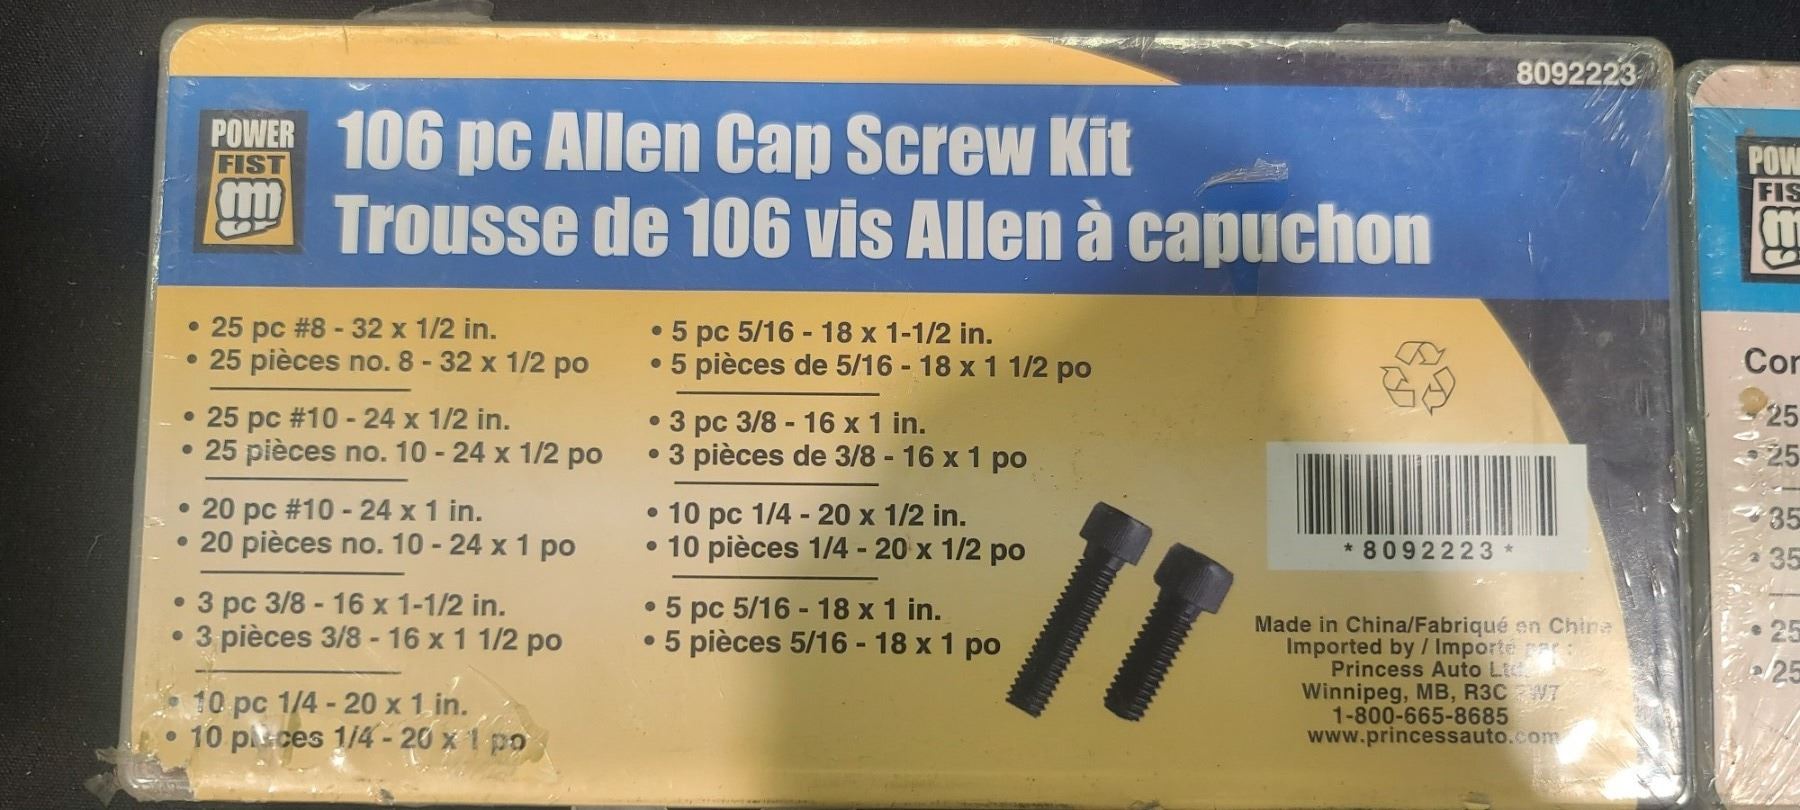 8092223
POWER
FIST
106 pc Allen Cap Screw Kit
Trousse de 106 vis Allen à capuchon
• 25 pc #8 - 32 x 1/2 in.
• 25 pièces no. 8 - 32 x 1/2 po
• 25 pc #10 - 24 x 1/2 in.
• 25 pièces no. 10 - 24 x 1/2 po
• 20 pc #10 - 24 x 1 in.
• 20 pièces no. 10 - 24 x 1 po
• 3 pc 3/8 - 16 x 1-1/2 in.
• 3 pièces 3/8 - 16 x 1 1/2 po
• 10 pc 1/4 - 20 x 1 in.
• 10 pièces 1/4 - 20 x 1 po
• 5 pc 5/16 - 18 x 1-1/2 in.
• 5 pièces de 5/16 - 18 x 1 1/2 po
• 3 pc 3/8 - 16 x 1 in.
• 3 pièces de 3/8 - 16 x 1 po
• 10 pc 1/4 - 20 x 1/2 in.
• 10 pièces 1/4 - 20 x 1/2 po
• 5 pc 5/16 - 18 x 1 in.
• 5 pièces 5/16 - 18 x 1 po
*8092223*
Made in China/Fabriqué en Chine
Imported by / Importé par :
Princess Auto Ltd.
Winnipeg, MB, R3C
1-800-665-8685
www.princessauto.com
POW
FIS
Con
• 25
• 25
• 35
• 35
• 25
• 25